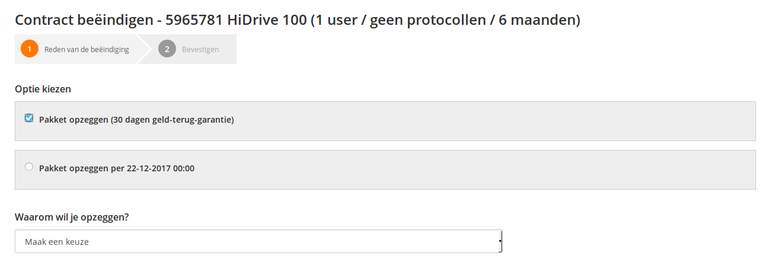 Contract beëindigen - 5965781 HiDrive 100 (1 user / geen protocollen / 6 maanden)
1 Reden van de beëindiging 2 Bevestigen
Optie kiezen
Pakket opzeggen (30 dagen geld-terug-garantie)
Pakket opzeggen per 22-12-2017 00:00
Waarom wil je opzeggen?
Maak een keuze